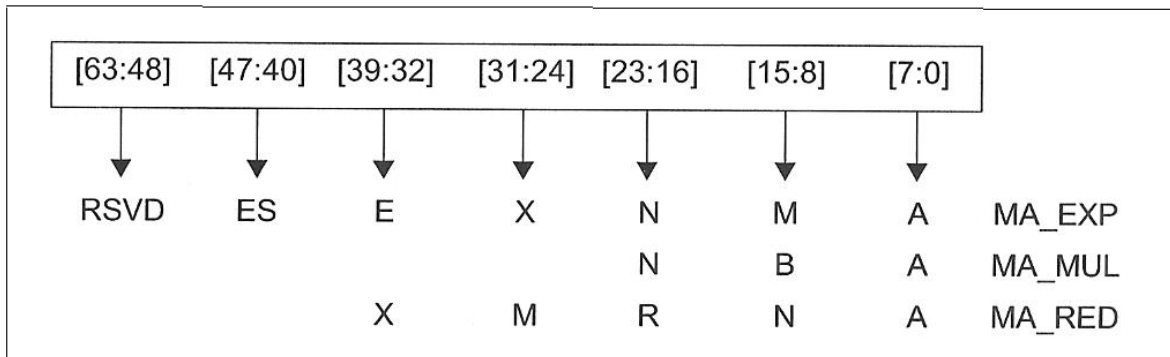 [63:48] [47:40] [39:32] [31:24] [23:16] [15:8] [7:0]
RSVD ES E X N M A MA_EXP
N B A MA_MUL
X M R N A MA_RED